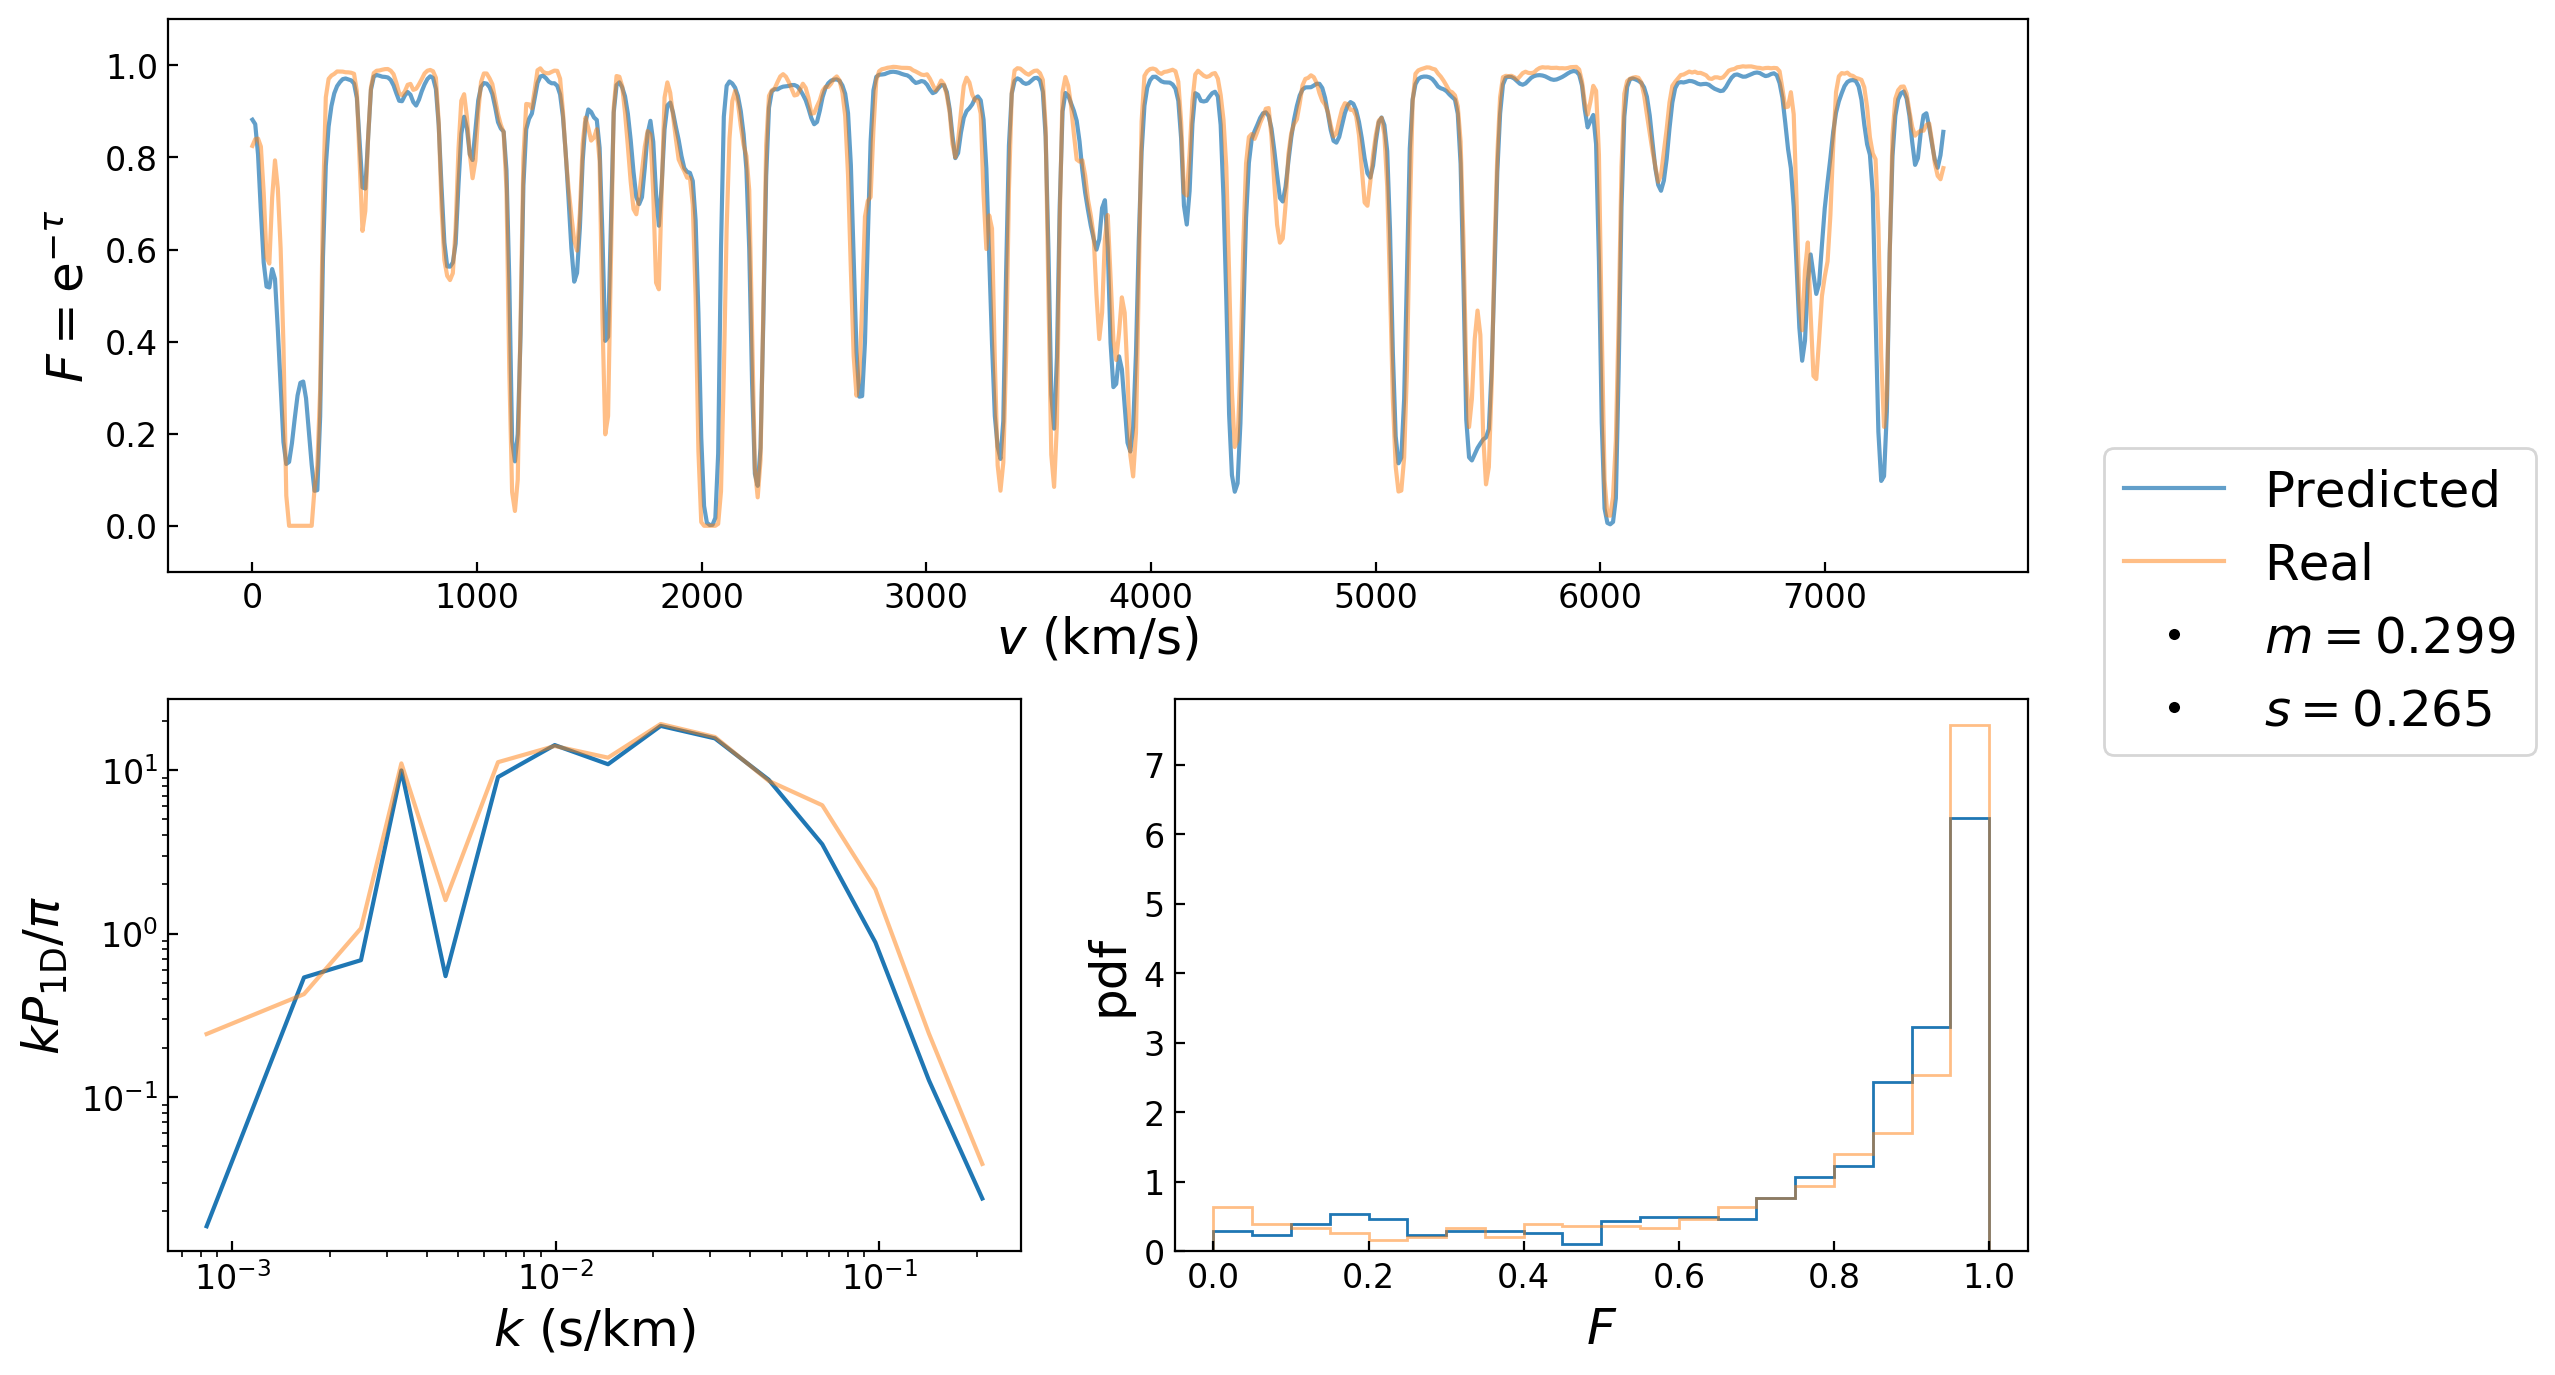 F = e^{−τ}
1.0
0.8
0.6
0.4
0.2
0.0
0 1000 2000 3000 4000 5000 6000 7000
v (km/s)
Predicted
Real
m = 0.299
s = 0.265
kP_{1D}/π
10^1
10^0
10^{−1}
10^{−3} 10^{−2} 10^{−1}
k (s/km)
pdf
7
6
5
4
3
2
1
0
0.0 0.2 0.4 0.6 0.8 1.0
F